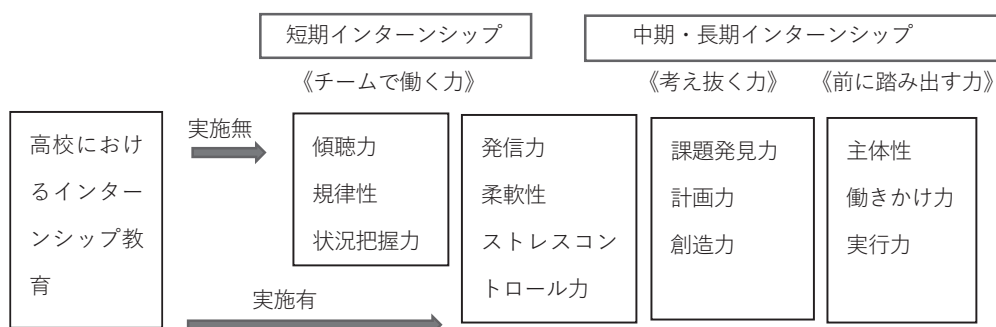 短期インターンシップ
中期・長期インターンシップ
《チームで働く力》
《考え抜く力》
《前に踏み出す力》
高校におけ
るインター
ンシップ教
育
実施無
実施有
傾聴力
規律性
状況把握力
発信力
柔軟性
ストレスコン
トロール力
課題発見力
計画力
創造力
主体性
働きかけ力
実行力